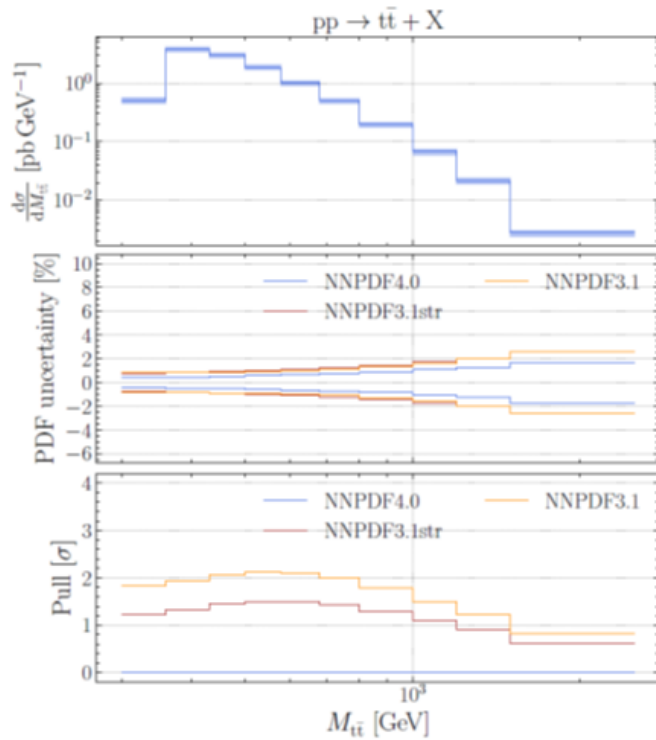 pp → tt̄ + X
dσ/dM_tt̄ [pb GeV⁻¹]
10⁰
10⁻¹
10⁻²
PDF uncertainty [%]
10
8
6
4
2
0
−2
−4
−6
NNPDF4.0 NNPDF3.1
NNPDF3.1str
Pull [σ]
4
3
2
1
0
NNPDF4.0 NNPDF3.1
NNPDF3.1str
10³
M_tt̄ [GeV]